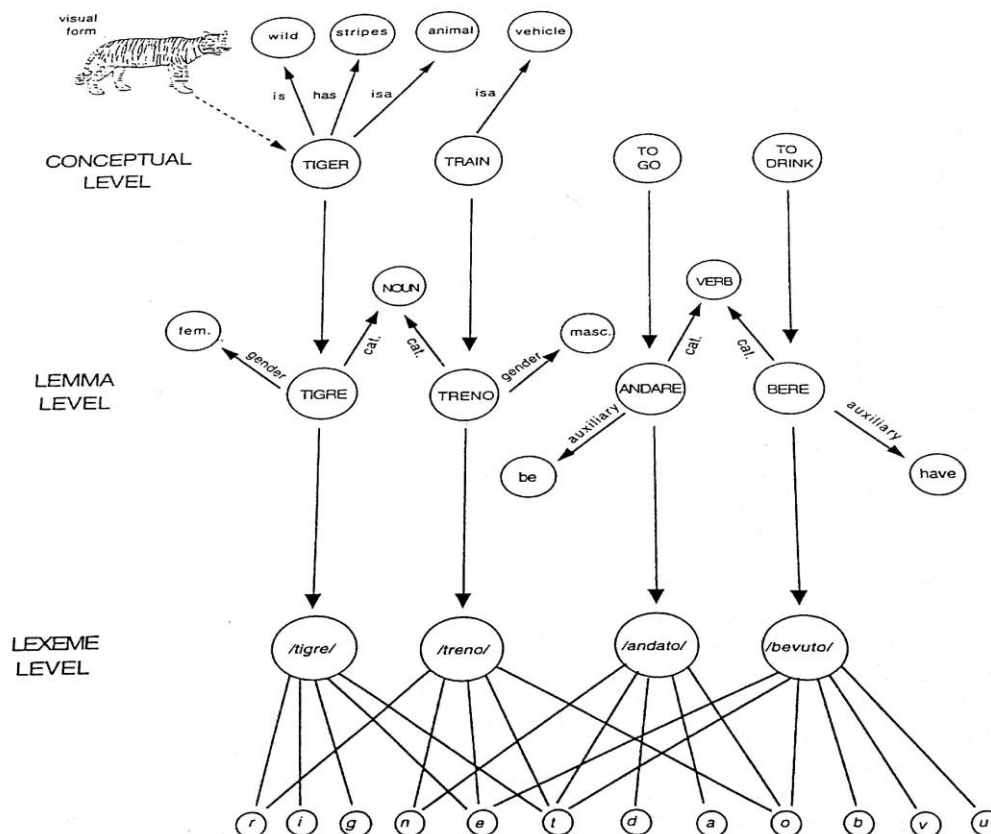 visual
form
wild
stripes
animal
vehicle
is
has
isa
isa
CONCEPTUAL
LEVEL
TIGER
TRAIN
TO
GO
TO
DRINK
NOUN
VERB
fem.
masc.
gender
cat.
cat.
gender
cat.
cat.
LEMMA
LEVEL
TIGRE
TRENO
ANDARE
BERE
auxiliary
auxiliary
be
have
LEXEME
LEVEL
/tigre/
/treno/
/andato/
/bevuto/
r i g n e t d a o b v u